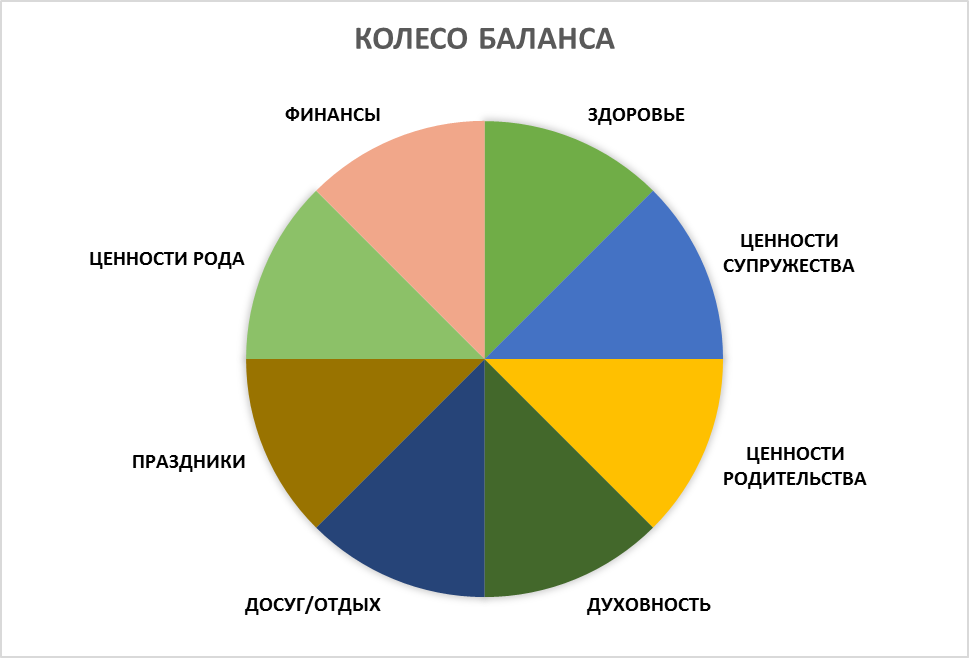 КОЛЕСО БАЛАНСА
ФИНАНСЫ
ЗДОРОВЬЕ
ЦЕННОСТИ
СУПРУЖЕСТВА
ЦЕННОСТИ РОДА
ЦЕННОСТИ
РОДИТЕЛЬСТВА
ПРАЗДНИКИ
ДОСУГ/ОТДЫХ
ДУХОВНОСТЬ